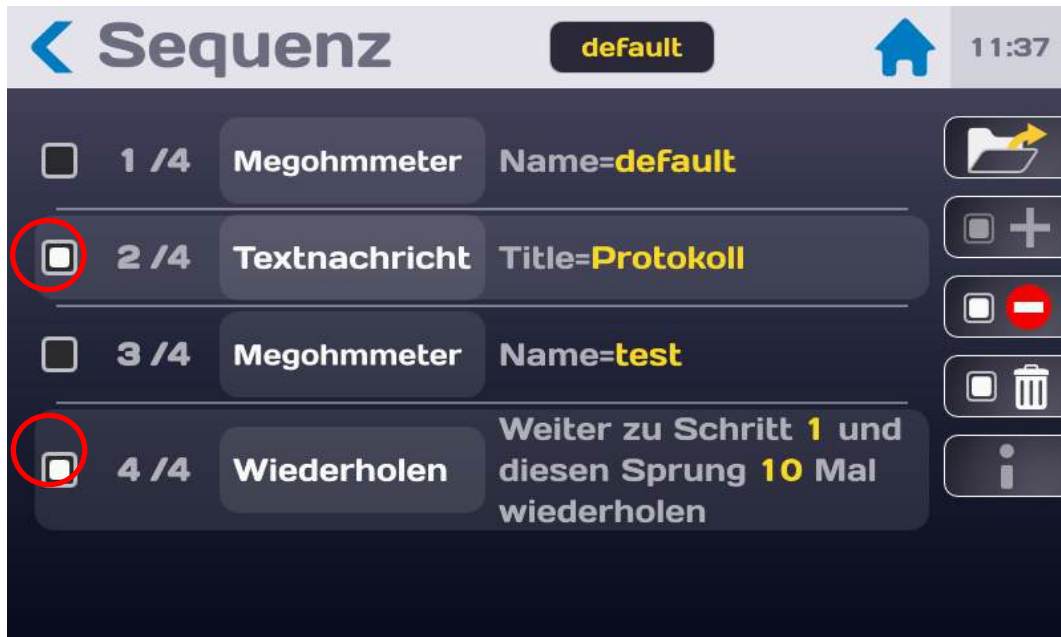 Sequenz default 11:37
1 /4 Megohmmeter Name=default
2 /4 Textnachricht Title=Protokoll
3 /4 Megohmmeter Name=test
4 /4 Wiederholen Weiter zu Schritt 1 und
diesen Sprung 10 Mal
wiederholen